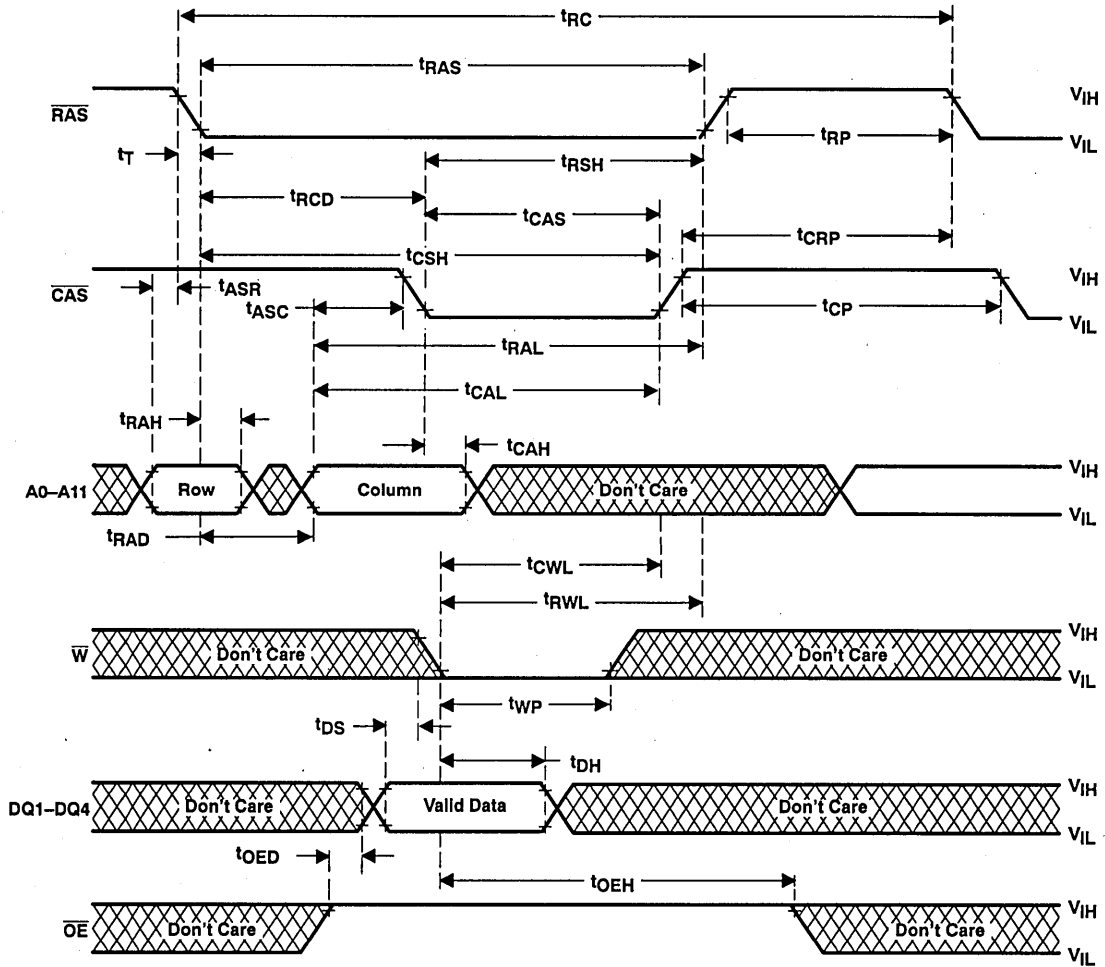 tRC
tRAS
RAS
VIH
VIL
tRP
tT
tRSH
tRCD
tCAS
tCRP
tCSH
CAS
VIH
VIL
tASR
tASC
tCP
tRAL
tCAL
tRAH
tCAH
A0–A11
Row
Column
Don't Care
VIH
VIL
tRAD
tCWL
tRWL
W
Don't Care
Don't Care
VIH
VIL
tWP
tDS
tDH
DQ1–DQ4
Don't Care
Valid Data
Don't Care
VIH
VIL
tOED
tOEH
OE
Don't Care
Don't Care
VIH
VIL